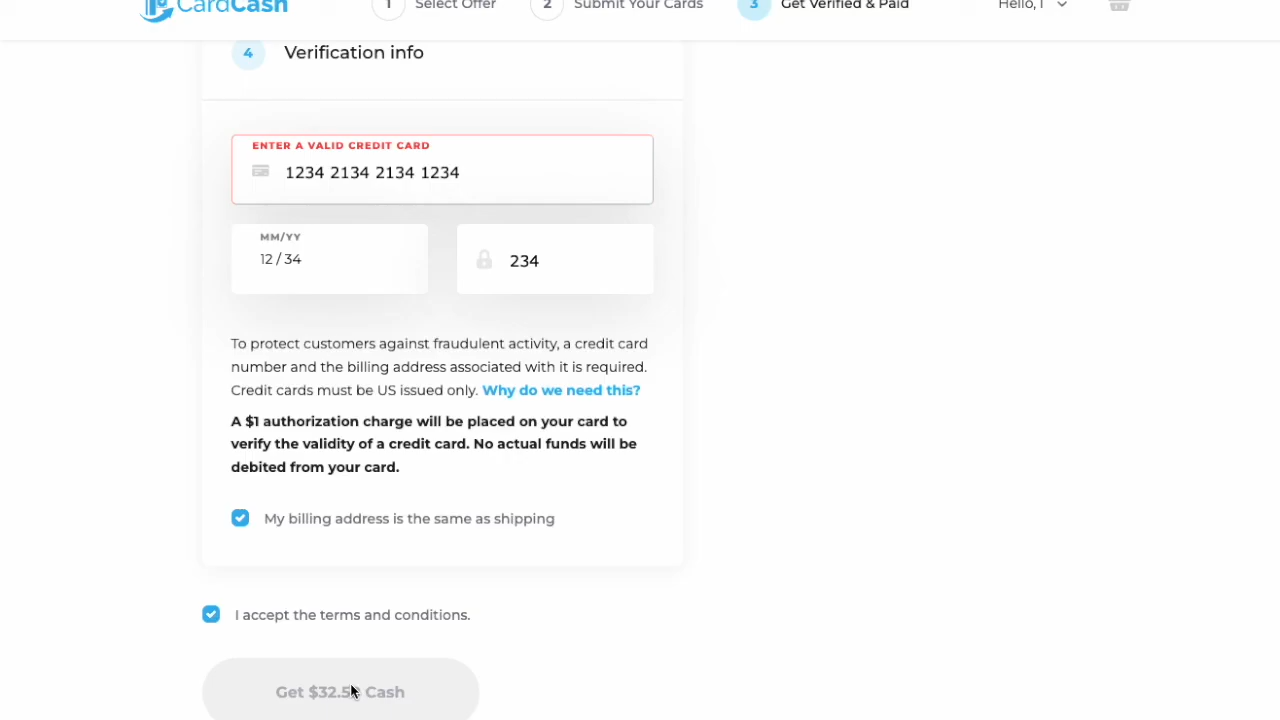 CardCash
1 Select Offer 2 Submit Your Cards 3 Get Verified & Paid Hello, T
4 Verification info
ENTER A VALID CREDIT CARD
1234 2134 2134 1234
MM/YY
12 / 34
234
To protect customers against fraudulent activity, a credit card
number and the billing address associated with it is required.
Credit cards must be US issued only. Why do we need this?
A $1 authorization charge will be placed on your card to
verify the validity of a credit card. No actual funds will be
debited from your card.
My billing address is the same as shipping
I accept the terms and conditions.
Get Cash